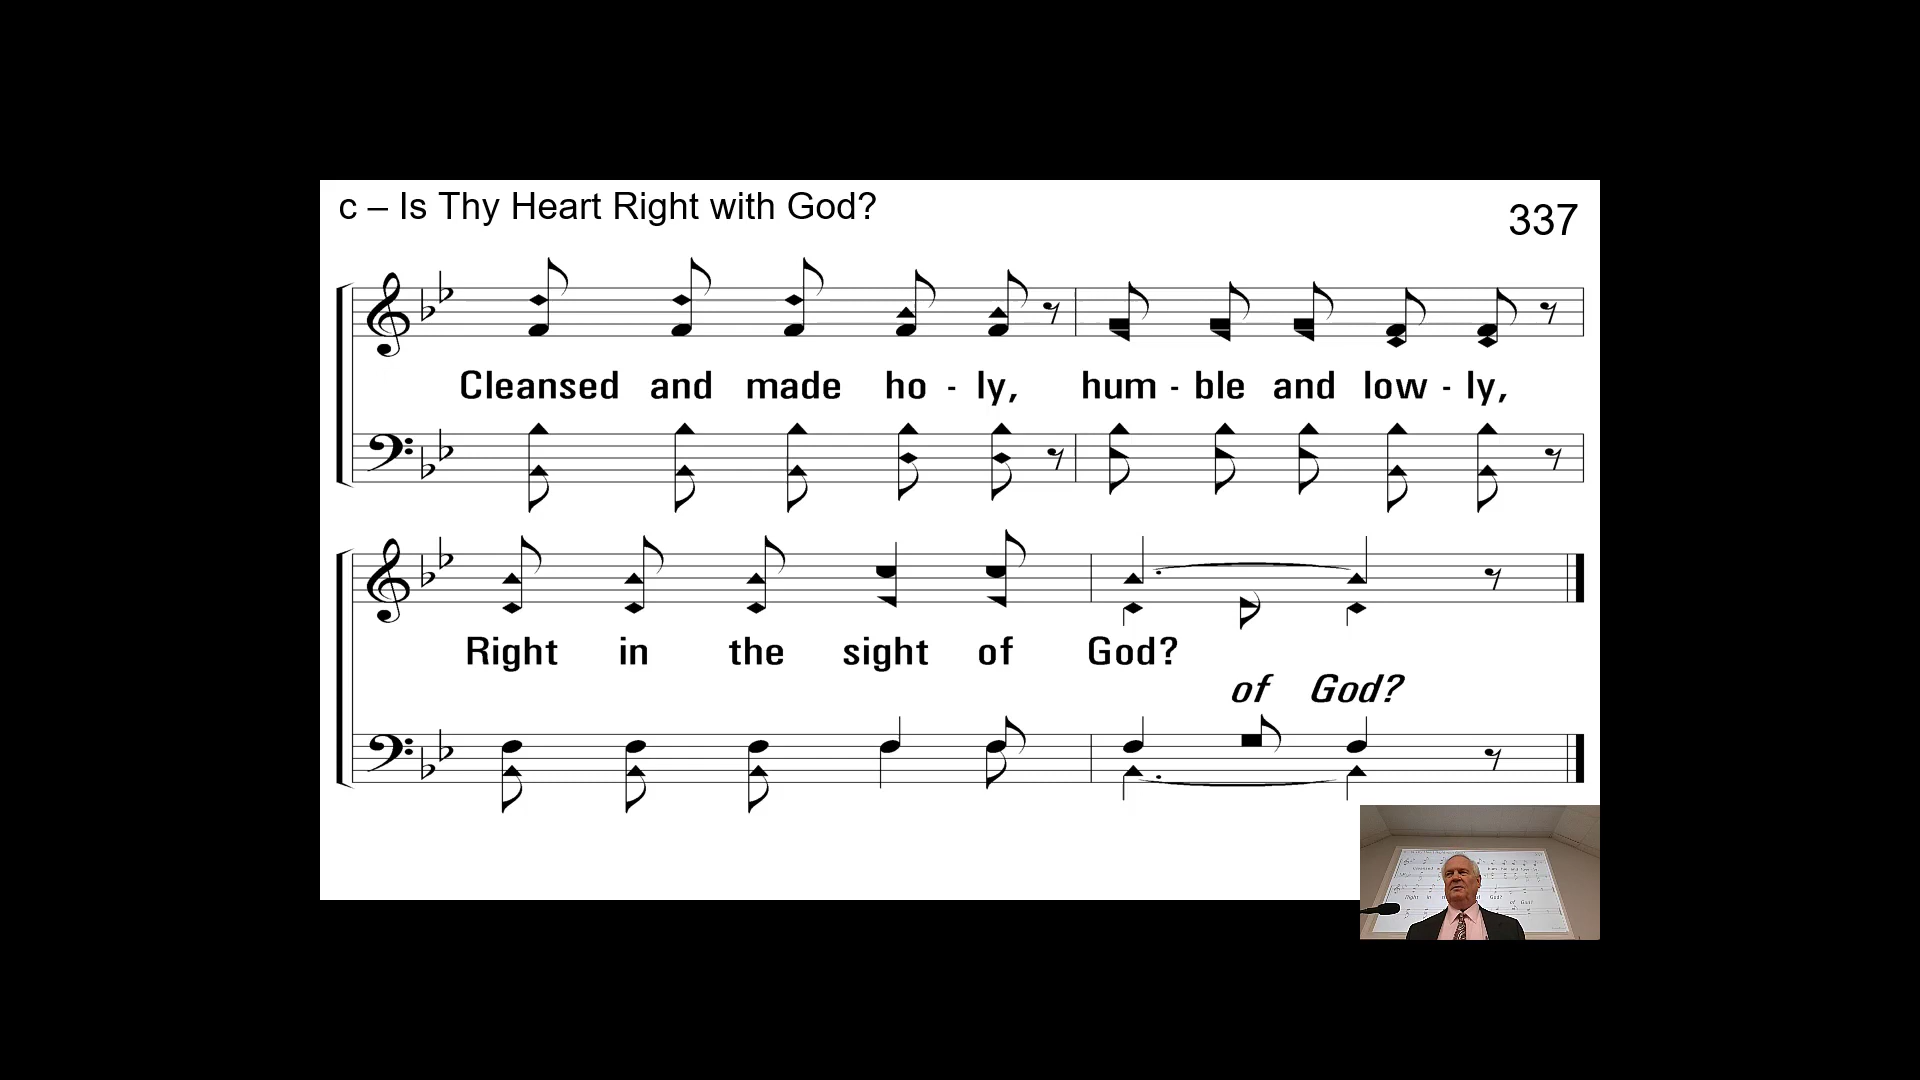 c – Is Thy Heart Right with God?
337
Cleansed and made ho - ly, hum - ble and low - ly,
Right in the sight of God?
of God?